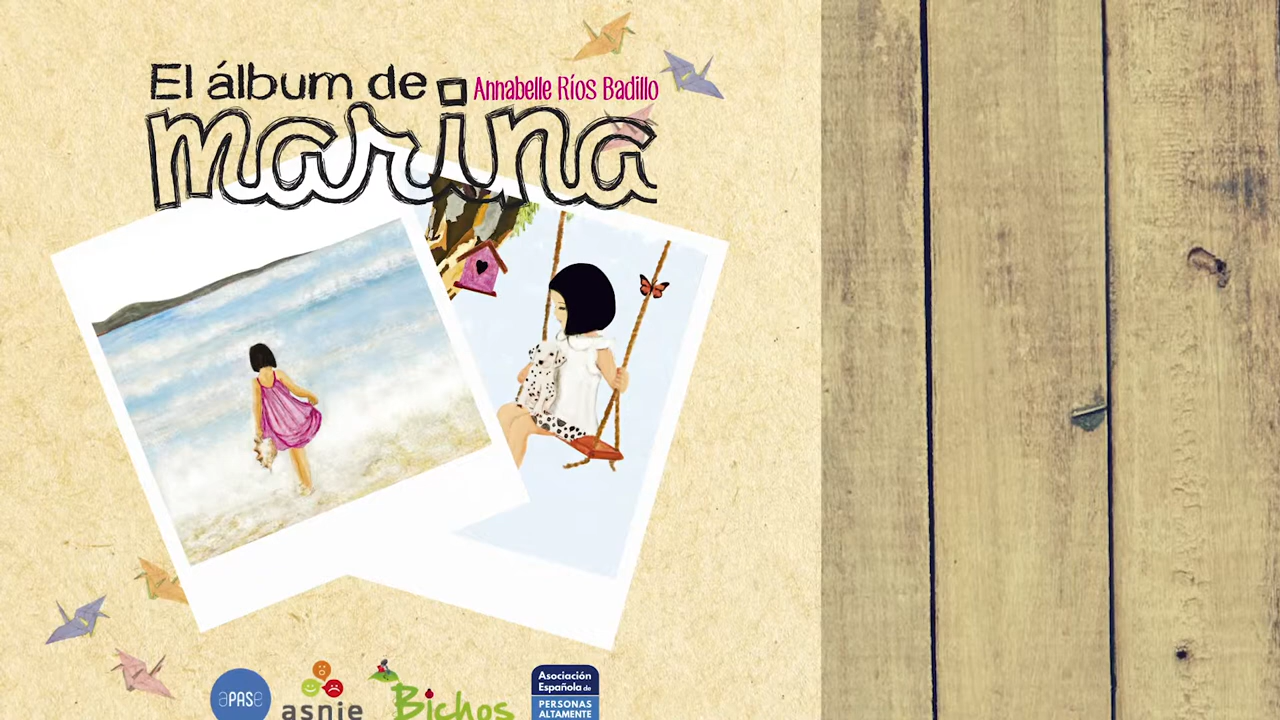 El álbum de
Annabelle Ríos Badillo
marina
aPASe
asnie
Bichos
Asociación
Española de
PERSONAS
ALTAMENTE